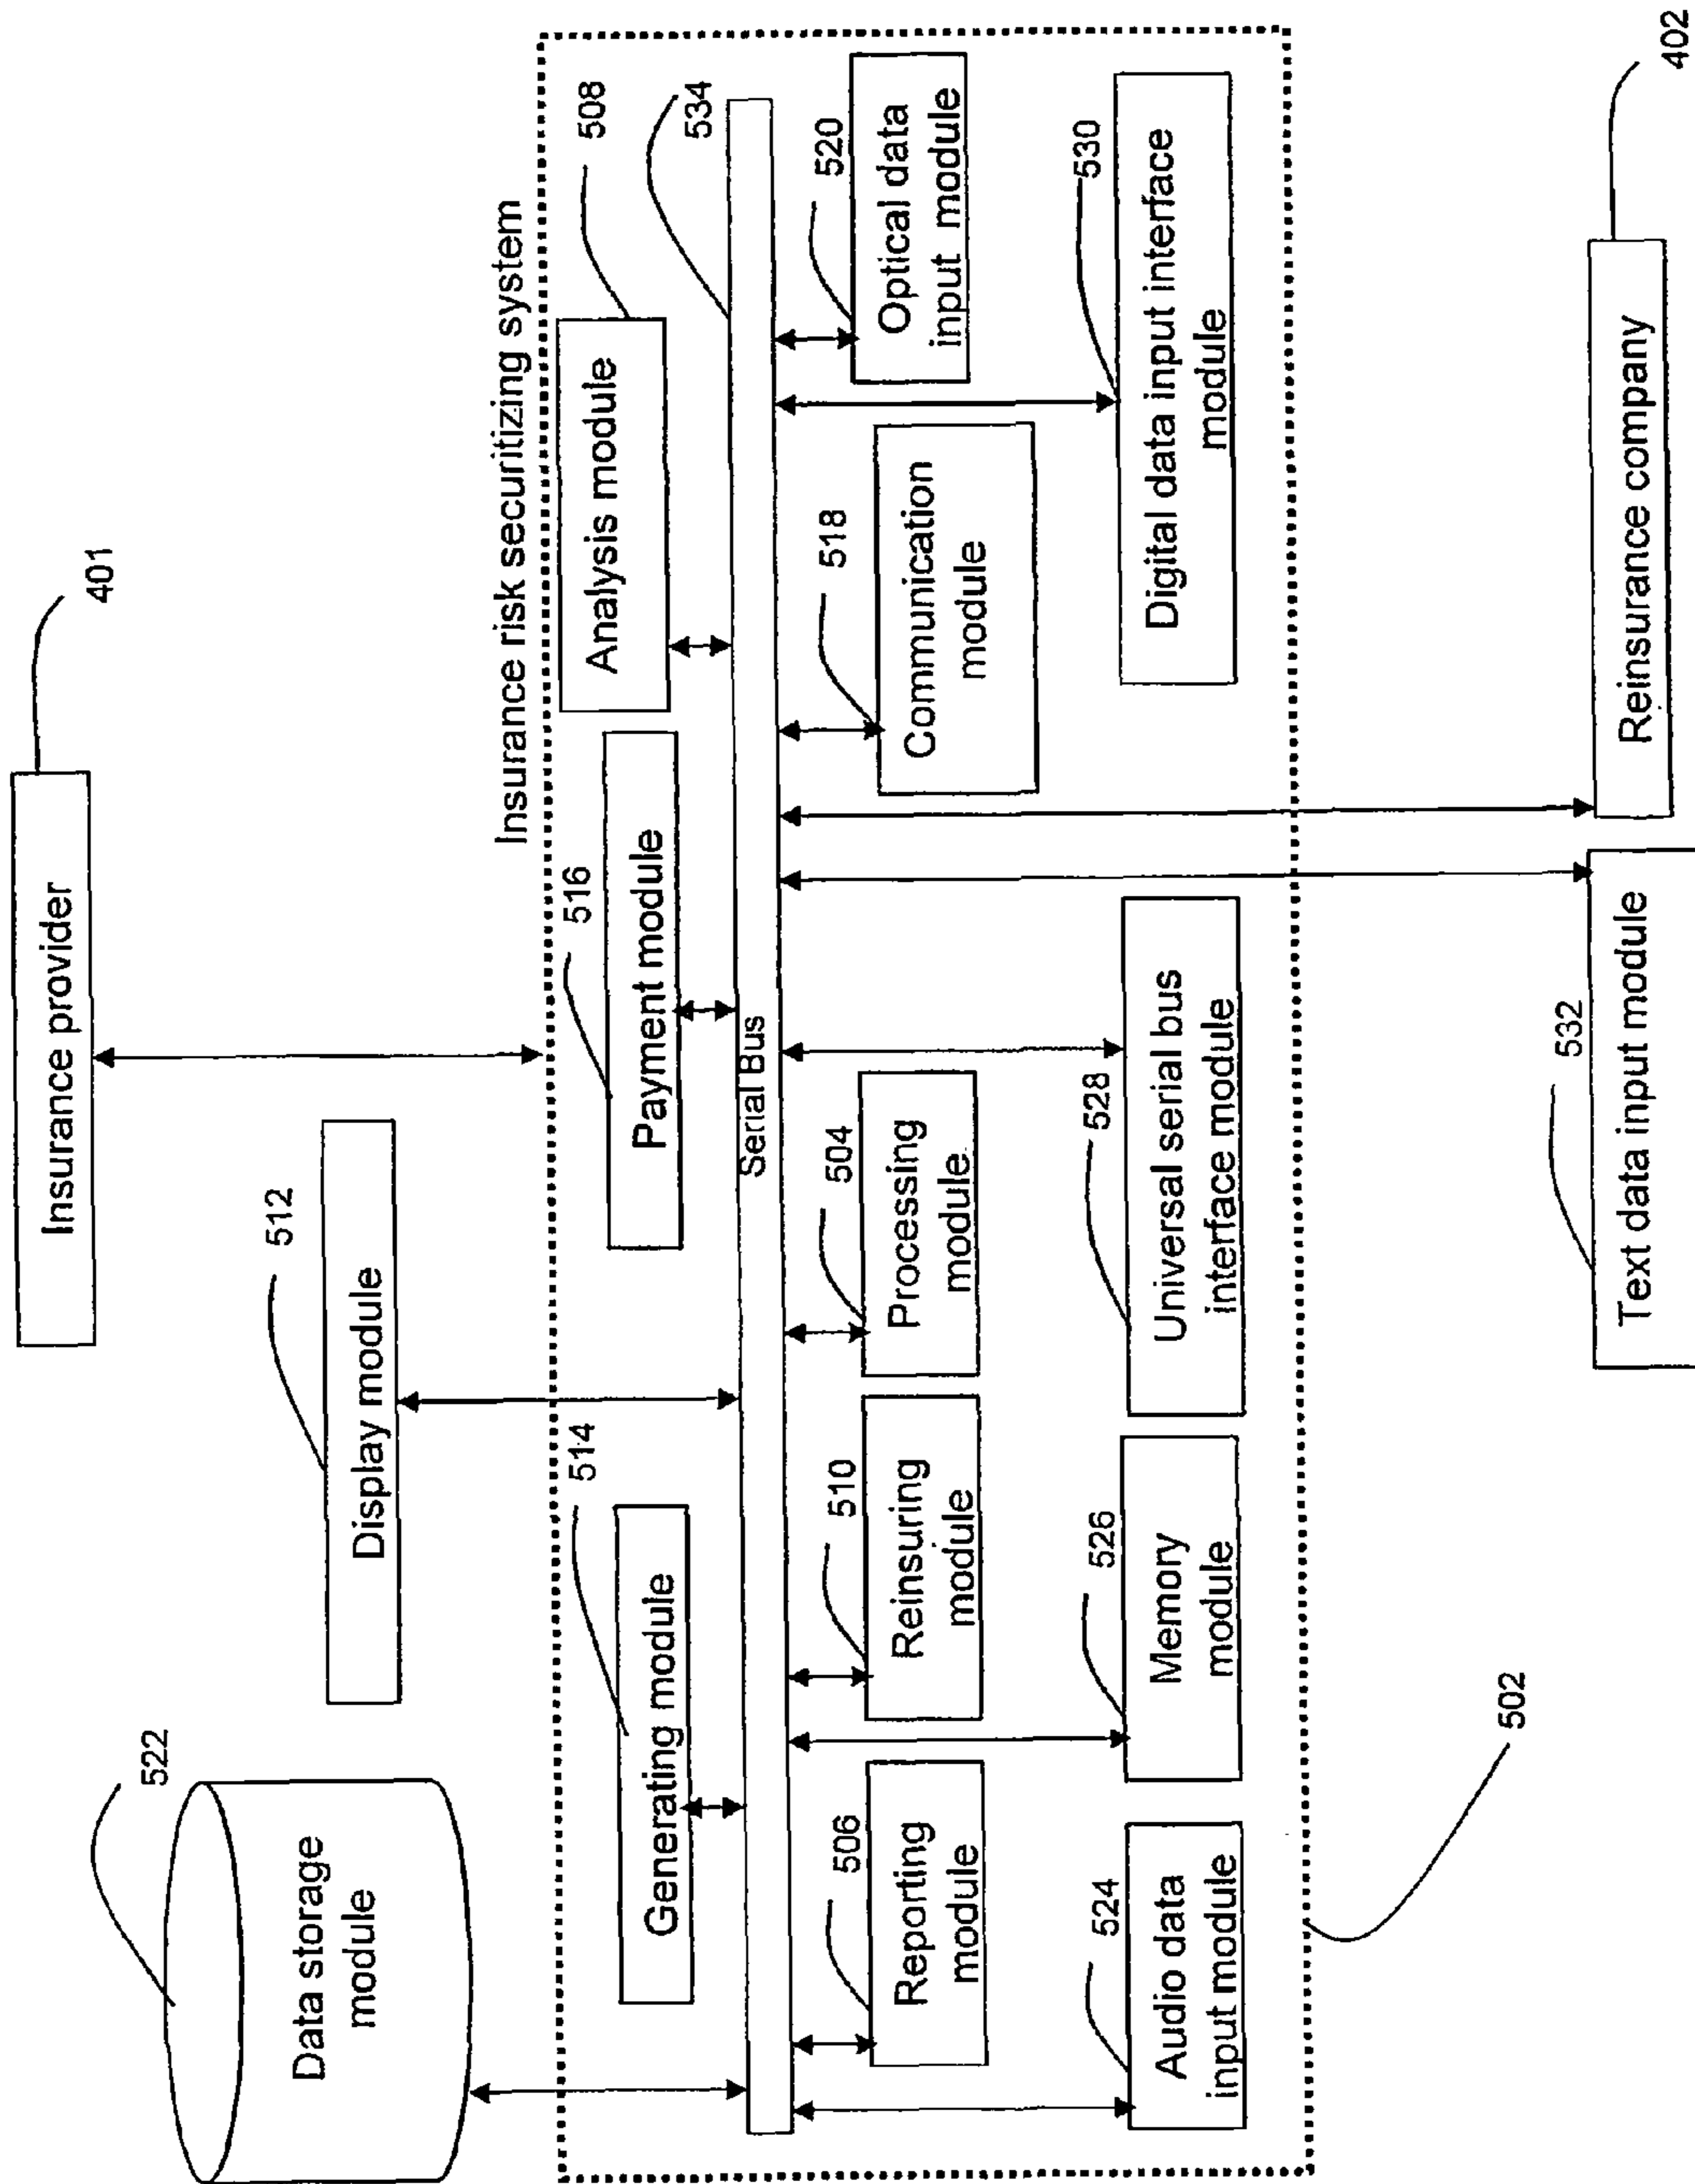 522
Data storage
module
512
Display module
Insurance provider
401
Insurance risk securitizing system
514
Generating module
516
Payment module
Analysis module
508
534
Serial Bus
506
Reporting
module
510
Reinsuring
module
504
Processing
module
518
Communication
module
520
Optical data
input module
524
Audio data
input module
526
Memory
module
528
Universal serial bus
interface module
530
Digital data input interface
module
502
532
Text data input module
Reinsurance company
402